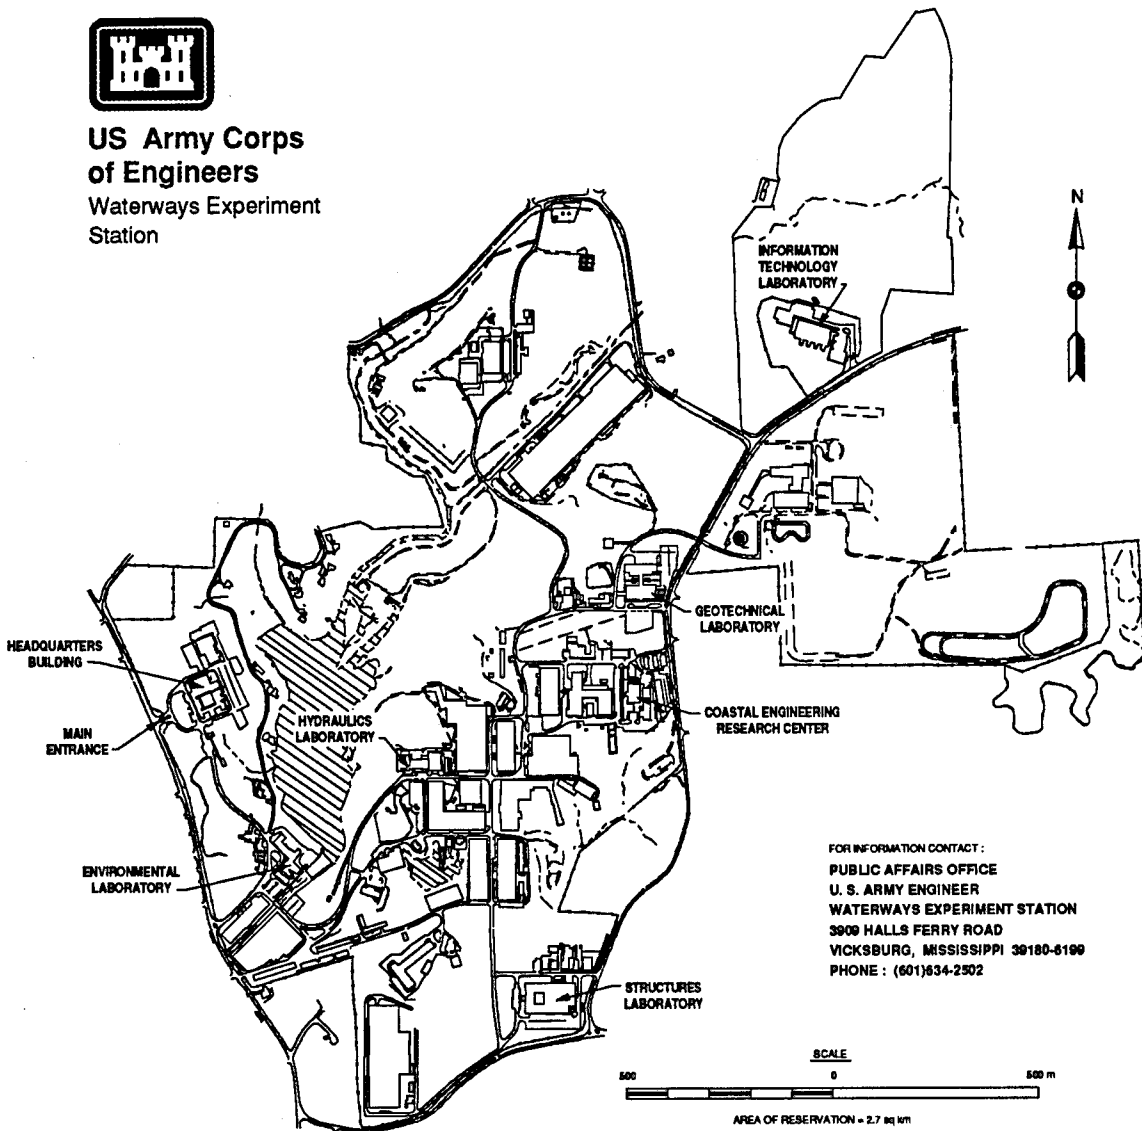 US Army Corps
of Engineers
Waterways Experiment
Station
N
INFORMATION
TECHNOLOGY
LABORATORY
GEOTECHNICAL
LABORATORY
HEADQUARTERS
BUILDING
MAIN
ENTRANCE
HYDRAULICS
LABORATORY
COASTAL ENGINEERING
RESEARCH CENTER
ENVIRONMENTAL
LABORATORY
STRUCTURES
LABORATORY
FOR INFORMATION CONTACT :
PUBLIC AFFAIRS OFFICE
U. S. ARMY ENGINEER
WATERWAYS EXPERIMENT STATION
3909 HALLS FERRY ROAD
VICKSBURG, MISSISSIPPI 39180-6199
PHONE : (601)634-2502
SCALE
500 0 500 m
AREA OF RESERVATION = 2.7 sq km